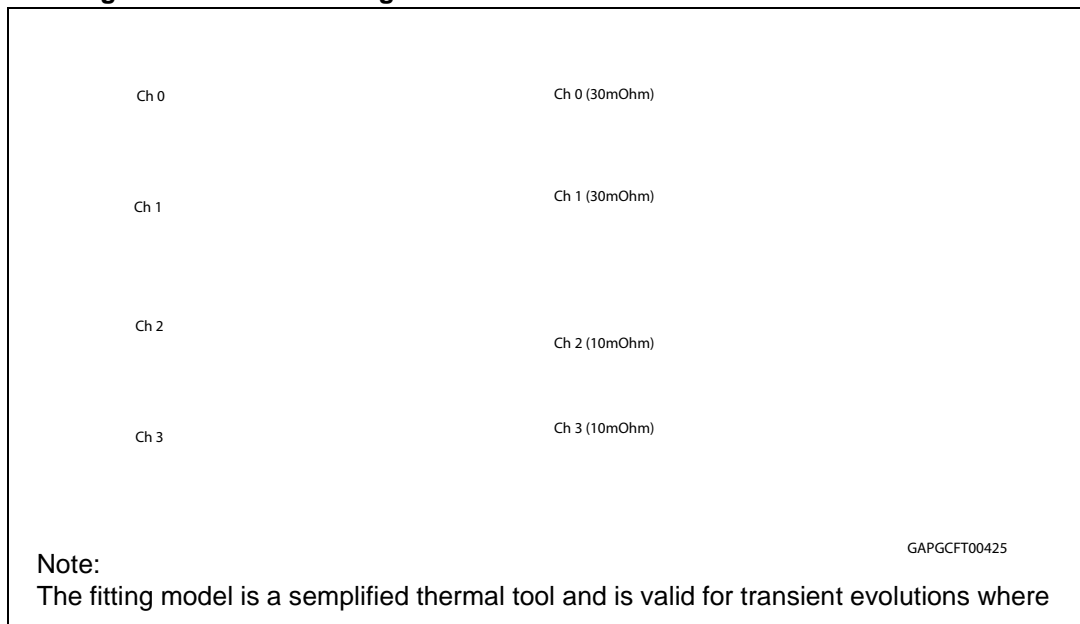 Ch 0
Ch 0 (30mOhm)
Ch 1
Ch 1 (30mOhm)
Ch 2
Ch 2 (10mOhm)
Ch 3
Ch 3 (10mOhm)
GAPGCFT00425
Note:
The fitting model is a semplified thermal tool and is valid for transient evolutions where